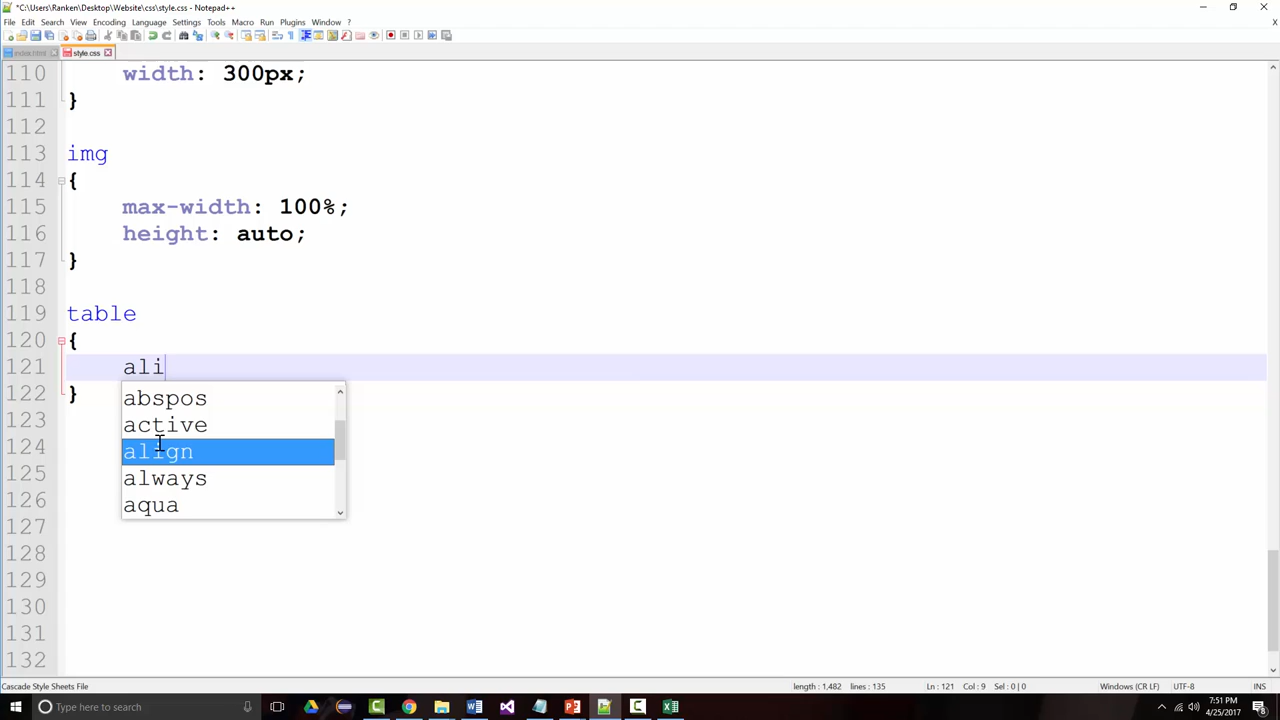 *C:\Users\Ranken\Desktop\Website\css\style.css - Notepad++
File Edit Search View Encoding Language Settings Tools Macro Run Plugins Window ?
X
index.html style.css
110 width: 300px;
111 }
112
113 img
114 {
115 max-width: 100%;
116 height: auto;
117 }
118
119 table
120 {
121 ali
122 }
abspos
123
active
124
align
125
always
126
aqua
127
128
129
130
131
132
Cascade Style Sheets File length : 1,482 lines : 135 Ln : 121 Col : 9 Sel : 0 | 0 Windows (CR LF) UTF-8 INS
Type here to search
7:51 PM
4/25/2017